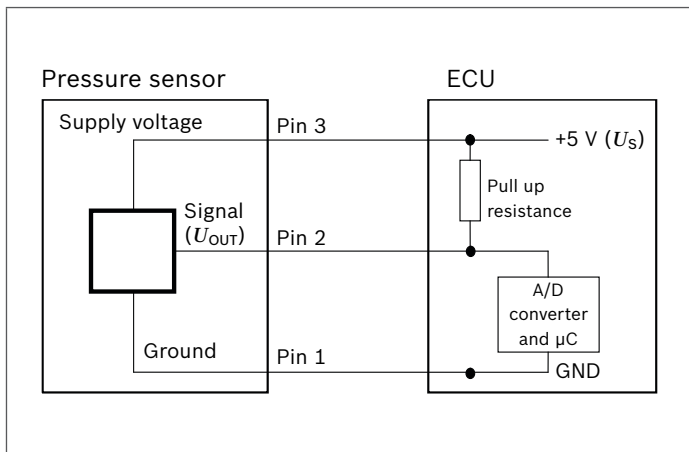 Pressure sensor
ECU
Supply voltage
Pin 3
+5 V (US)
Pull up
resistance
Signal
(UOUT)
Pin 2
A/D
converter
and µC
Ground
Pin 1
GND